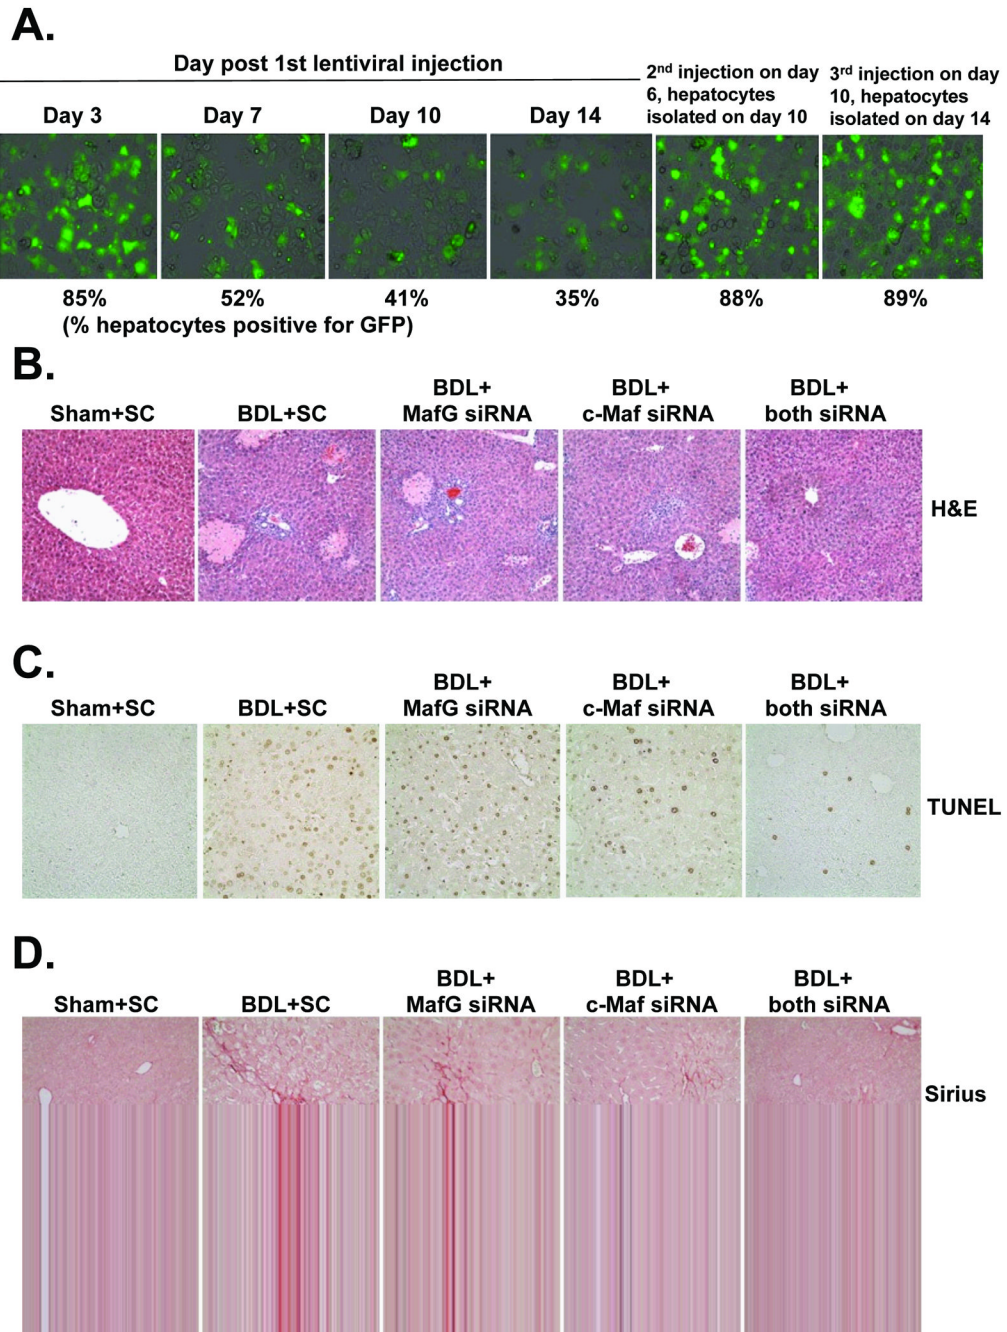 A.
Day post 1st lentiviral injection
Day 3
Day 7
Day 10
Day 14
2nd injection on day
6, hepatocytes
isolated on day 10
3rd injection on day
10, hepatocytes
isolated on day 14
85%
52%
41%
35%
88%
89%
(% hepatocytes positive for GFP)
B.
Sham+SC
BDL+SC
BDL+
MafG siRNA
BDL+
c-Maf siRNA
BDL+
both siRNA
H&E
C.
Sham+SC
BDL+SC
BDL+
MafG siRNA
BDL+
c-Maf siRNA
BDL+
both siRNA
TUNEL
D.
Sham+SC
BDL+SC
BDL+
MafG siRNA
BDL+
c-Maf siRNA
BDL+
both siRNA
Sirius